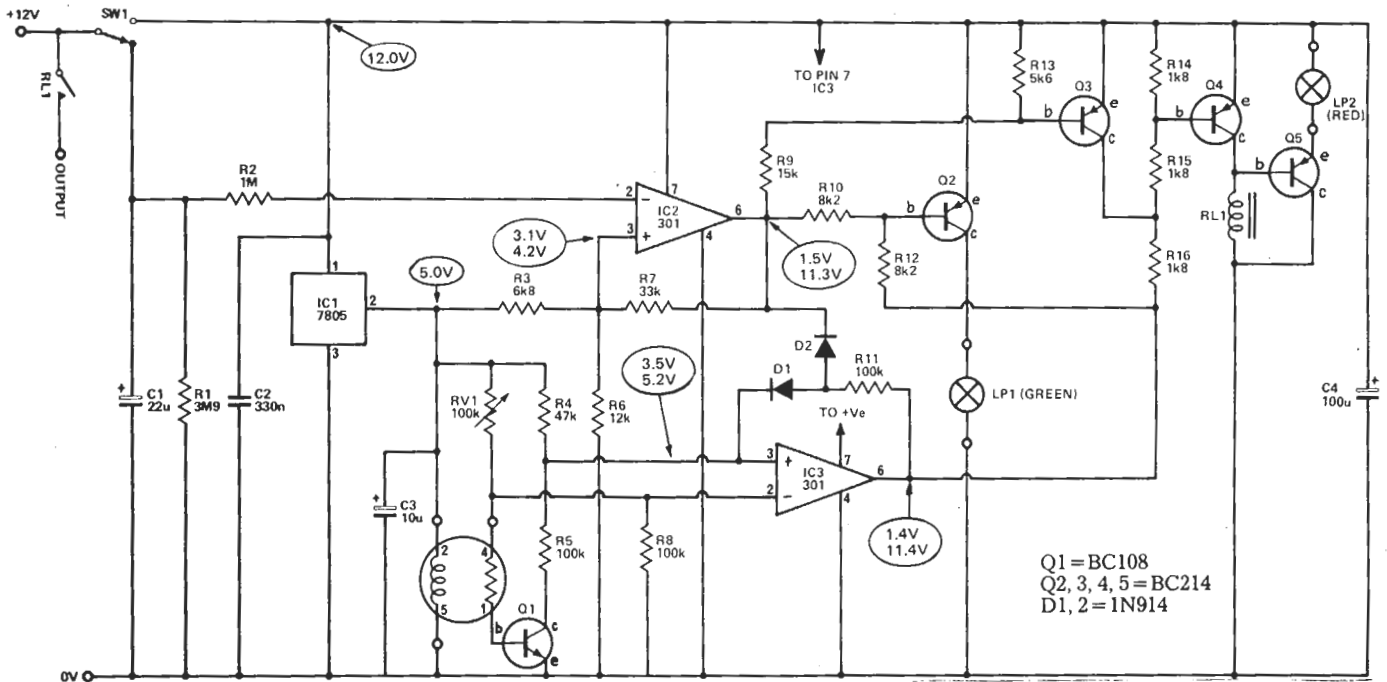 +12V
SW1
12.0V
RL1
OUTPUT
TO PIN 7
IC3
R13
5k6
Q3
b
e
c
R14
1k8
Q4
b
e
c
LP2
(RED)
Q5
b
e
c
R2
1M
2
−
7
IC2
301
3
+
4
6
R9
15k
R10
8k2
Q2
b
e
c
R15
1k8
RL1
3.1V
4.2V
1.5V
11.3V
R12
8k2
R16
1k8
1
IC1
7805
2
3
5.0V
R3
6k8
R7
33k
D2
3.5V
5.2V
D1
R11
100k
C1
22u
+
R1
3M9
C2
330n
RV1
100k
R4
47k
R6
12k
TO +Ve
LP1 (GREEN)
+
C4
100u
3
+
7
IC3
301
2
−
4
6
+
C3
10u
R5
100k
R8
100k
1.4V
11.4V
2
4
5
1
Q1
b
c
e
Q1=BC108
Q2, 3, 4, 5=BC214
D1, 2=1N914
0V